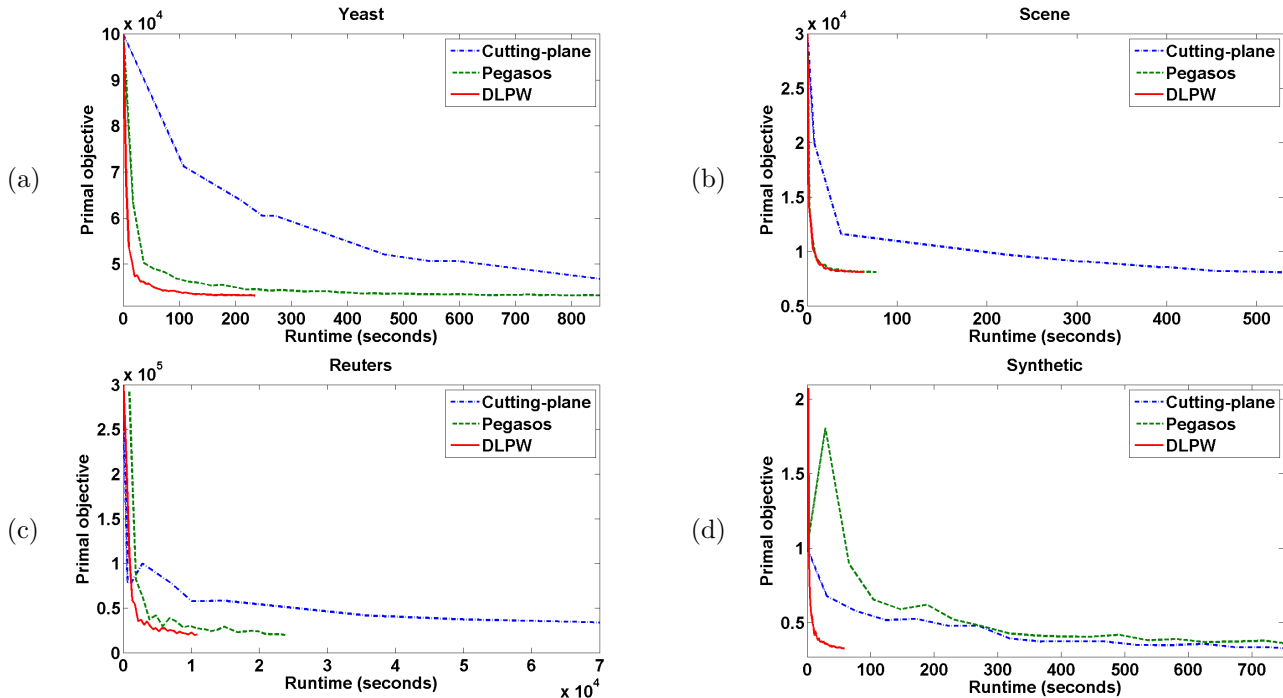 Yeast
x 10^4
10
9
8
7
6
5
Primal objective
0 100 200 300 400 500 600 700 800
Runtime (seconds)
Cutting-plane
Pegasos
DLPW
(a)
Scene
x 10^4
3
2.5
2
1.5
1
0.5
Primal objective
0 100 200 300 400 500
Runtime (seconds)
Cutting-plane
Pegasos
DLPW
(b)
Reuters
x 10^5
3
2.5
2
1.5
1
0.5
0
Primal objective
0 1 2 3 4 5 6 7
Runtime (seconds)
x 10^4
Cutting-plane
Pegasos
DLPW
(c)
Synthetic
2
1.5
1
0.5
Primal objective
0 100 200 300 400 500 600 700
Runtime (seconds)
Cutting-plane
Pegasos
DLPW
(d)